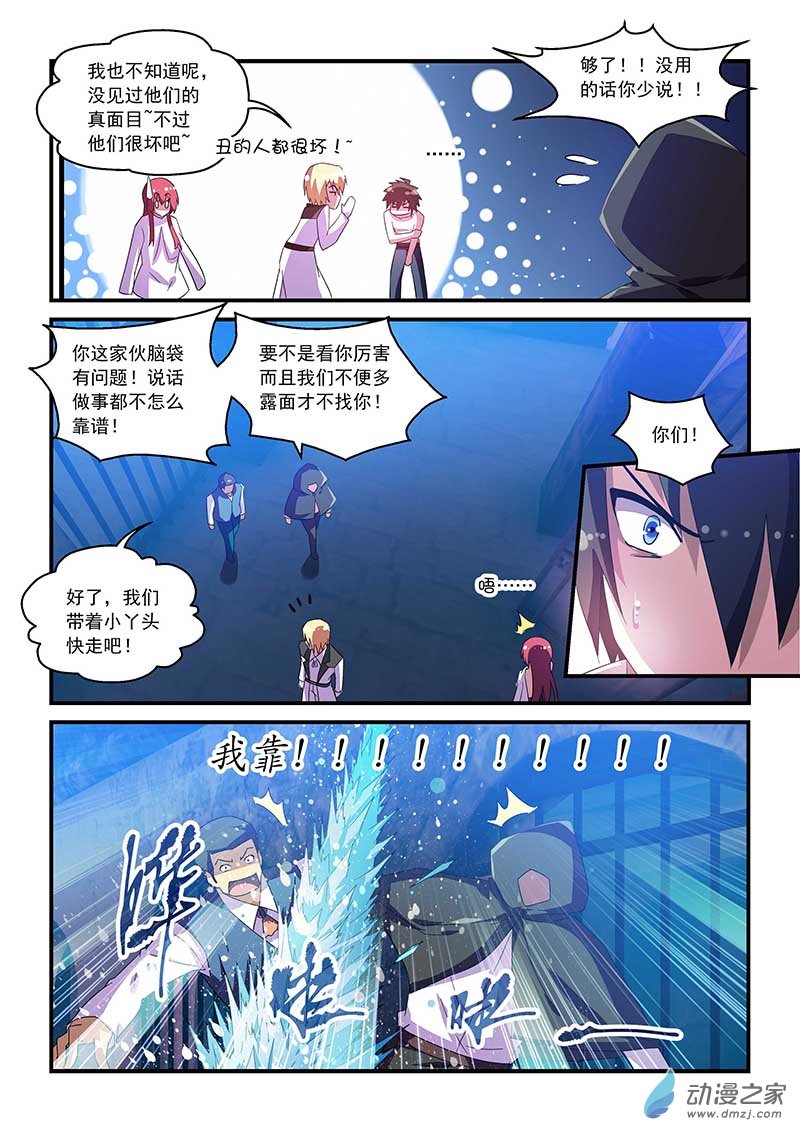 我也不知道呢，
没见过他们的
真面目~不过
他们很坏吧~
丑的人都很坏！~
……
够了！！没用
的话你少说！！
你这家伙脑袋
有问题！说话
做事都不怎么
靠谱！
要不是看你厉害
而且我们不便多
露面才不找你！
你们！
好了，我们
带着小丫头
快走吧！
唔……
我靠！！！！！！！！！！
哗
啦
啦
动漫之家
www.dmzj.com